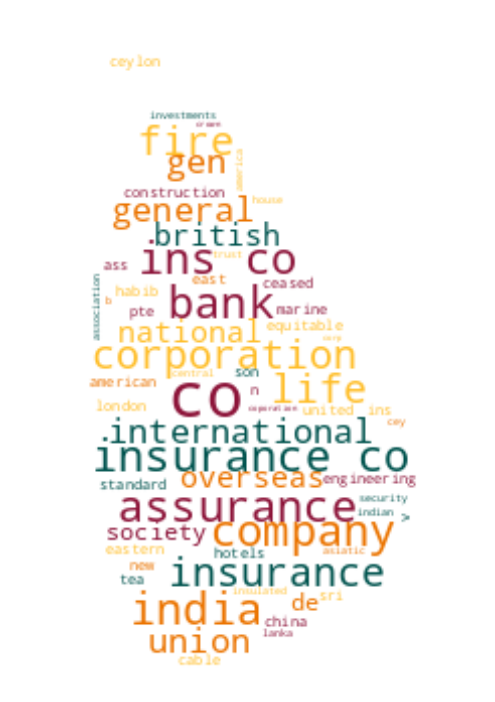 ceylon
investments
cream
fire
gen
america
construction
house
general
british
trust
ins co
ass
east
ceased
association
b
habib
bank
pte
marine
national
equitable
corporation
central
son
american
co
n
life
london
corporation
united
ins
cey
international
insurance co
standard
overseas
engineering
assurance
security
indian
>
society
company
eastern
hotels
asiatic
new
tea
insurance
insulated
india
de
sri
china
lanka
union
cable